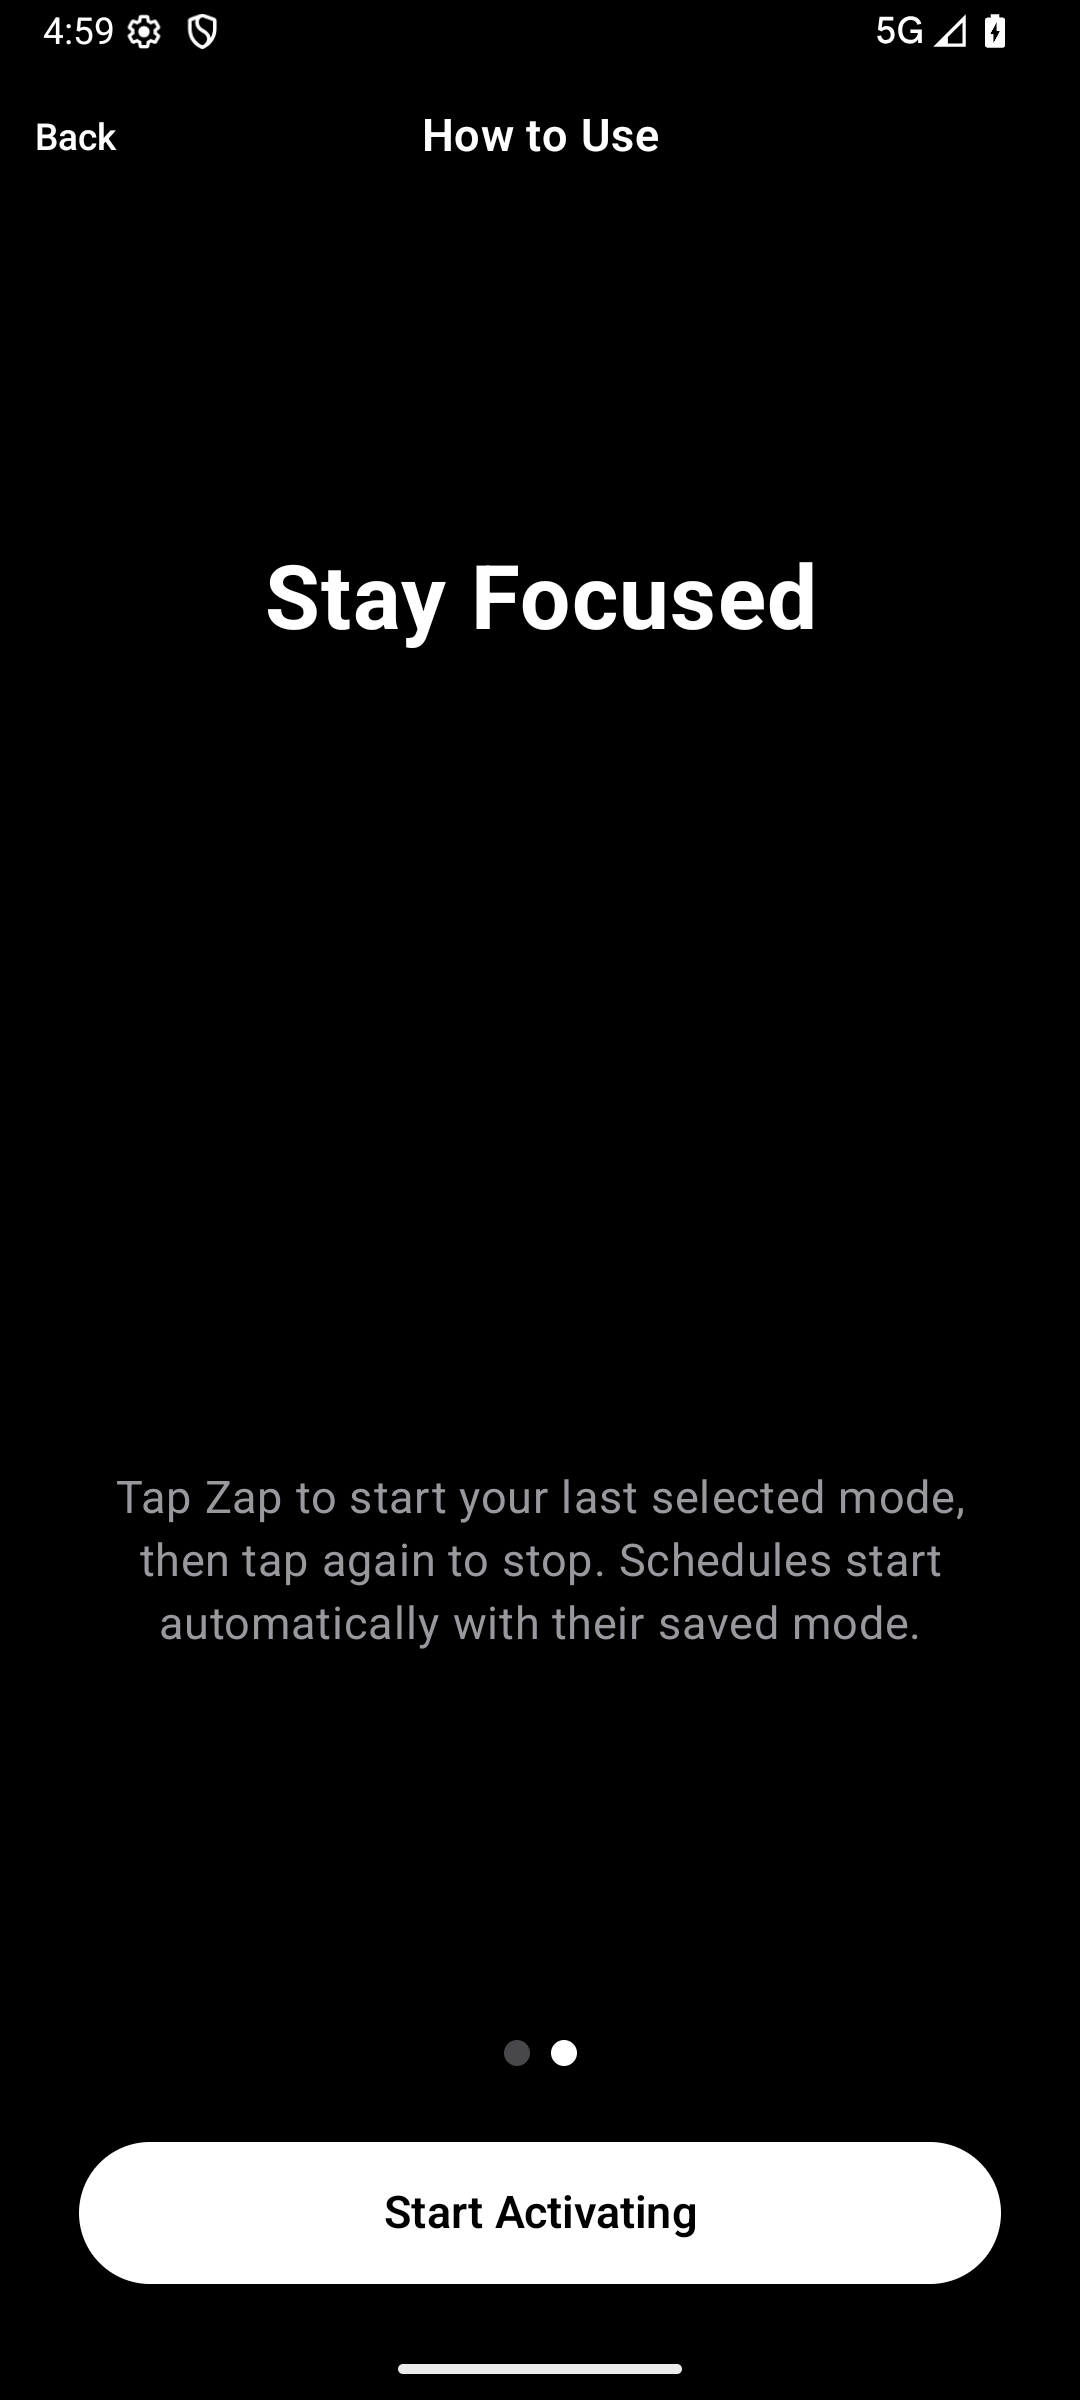 4:59
5G
Back
How to Use
Stay Focused
Tap Zap to start your last selected mode,
then tap again to stop. Schedules start
automatically with their saved mode.
Start Activating